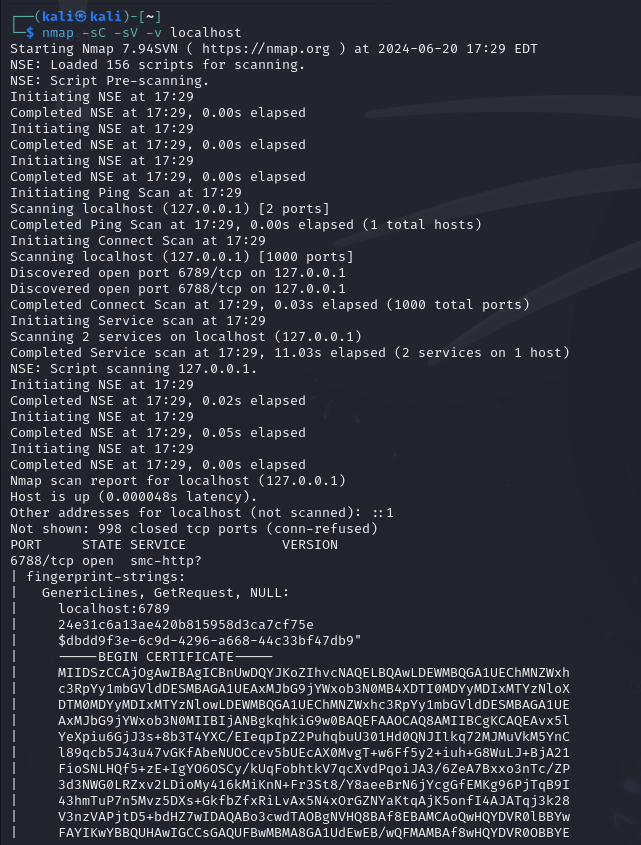 ┌──(kali㉿kali)-[~]
└─$ nmap -sC -sV -v localhost
Starting Nmap 7.94SVN ( https://nmap.org ) at 2024-06-20 17:29 EDT
NSE: Loaded 156 scripts for scanning.
NSE: Script Pre-scanning.
Initiating NSE at 17:29
Completed NSE at 17:29, 0.00s elapsed
Initiating NSE at 17:29
Completed NSE at 17:29, 0.00s elapsed
Initiating NSE at 17:29
Completed NSE at 17:29, 0.00s elapsed
Initiating Ping Scan at 17:29
Scanning localhost (127.0.0.1) [2 ports]
Completed Ping Scan at 17:29, 0.00s elapsed (1 total hosts)
Initiating Connect Scan at 17:29
Scanning localhost (127.0.0.1) [1000 ports]
Discovered open port 6789/tcp on 127.0.0.1
Discovered open port 6788/tcp on 127.0.0.1
Completed Connect Scan at 17:29, 0.03s elapsed (1000 total ports)
Initiating Service scan at 17:29
Scanning 2 services on localhost (127.0.0.1)
Completed Service scan at 17:29, 11.03s elapsed (2 services on 1 host)
NSE: Script scanning 127.0.0.1.
Initiating NSE at 17:29
Completed NSE at 17:29, 0.02s elapsed
Initiating NSE at 17:29
Completed NSE at 17:29, 0.05s elapsed
Initiating NSE at 17:29
Completed NSE at 17:29, 0.00s elapsed
Nmap scan report for localhost (127.0.0.1)
Host is up (0.000048s latency).
Other addresses for localhost (not scanned): ::1
Not shown: 998 closed tcp ports (conn-refused)
PORT     STATE SERVICE            VERSION
6788/tcp open  smc-http?
| fingerprint-strings:
|   GenericLines, GetRequest, NULL:
|     localhost:6789
|     24e31c6a13ae420b815958d3ca7cf75e
|     $dbdd9f3e-6c9d-4296-a668-44c33bf47db9"
|     -----BEGIN CERTIFICATE-----
|     MIIDSzCCAjOgAwIBAgICBnUwDQYJKoZIhvcNAQELBQAwLDEWMBQGA1UEChMNZWxh
|     c3RpYy1mbGVldDESMBAGA1UEAxMJbG9jYWxob3N0MB4XDTI0MDYyMDIxMTYzNloX
|     DTM0MDYyMDIxMTYzNlowLDEWMBQGA1UEChMNZWxhc3RpYy1mbGVldDESMBAGA1UE
|     AxMJbG9jYWxob3N0MIIBIjANBgkqhkiG9w0BAQEFAAOCAQ8AMIIBCgKCAQEAvx5l
|     YeXpiu6GjJ3s+8b3T4YXC/EIeqpIpZ2PuhqbuU301Hd0QNJIlkq72MJMuVkM5YnC
|     l89qcb5J43u47vGKfAbeNUOCcev5bUEcAX0MvgT+w6Ff5y2+iuh+G8WuLJ+BjA21
|     FioSNLHQf5+zE+IgYO6OSCy/kUqFobhtkV7qcXvdPqoiJA3/6ZeA7Bxxo3nTc/ZP
|     3d3NWG0LRZxv2LDioMy416kMiKnN+Fr3St8/Y8aeeBrN6jYcgGfEMKg96PjTqB9I
|     43hmTuP7n5Mvz5DXs+GkfbZfxRiLvAx5N4xOrGZNYaKtqAjK5onfI4AJATqj3k28
|     V3nzVAPjtD5+bdHZ7wIDAQABo3cwdTAOBgNVHQ8BAf8EBAMCAoQwHQYDVR0lBBYw
|     FAYIKwYBBQUHAwIGCCsGAQUFBwMBMA8GA1UdEwEB/wQFMAMBAf8wHQYDVR0OBBYE